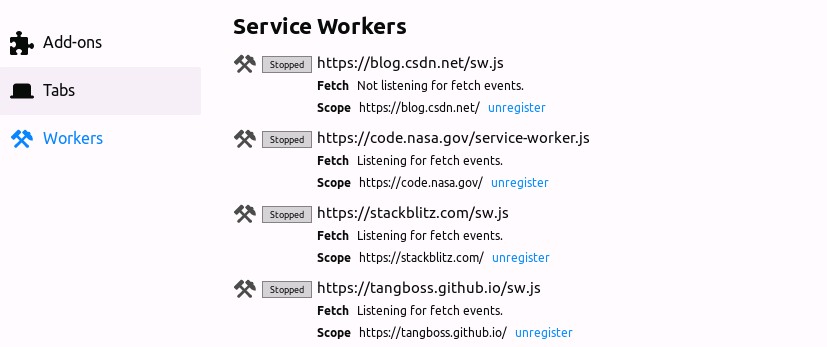 Add-ons
Tabs
Workers
Service Workers
Stopped https://blog.csdn.net/sw.js
Fetch Not listening for fetch events.
Scope https://blog.csdn.net/ unregister
Stopped https://code.nasa.gov/service-worker.js
Fetch Listening for fetch events.
Scope https://code.nasa.gov/ unregister
Stopped https://stackblitz.com/sw.js
Fetch Listening for fetch events.
Scope https://stackblitz.com/ unregister
Stopped https://tangboss.github.io/sw.js
Fetch Listening for fetch events.
Scope https://tangboss.github.io/ unregister